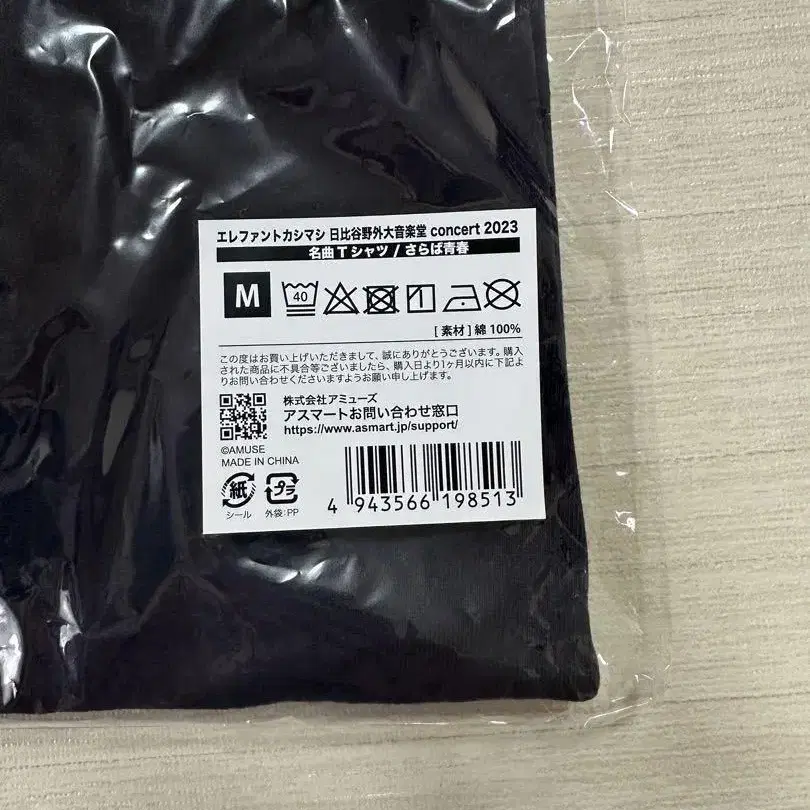 エレファントカシマシ 日比谷野外大音楽堂 concert 2023
名曲Tシャツ / さらば青春
M 40
[ 素材 ] 綿 100%
この度はお買い上げいただきまして、誠にありがとうございます。購入
された商品に不具合等ございましたら、購入日より1ヶ月以内に下記よ
りお問い合わせくださいますようお願い申し上げます。
株式会社アミューズ
アスマートお問い合わせ窓口
https://www.asmart.jp/support/
©AMUSE
MADE IN CHINA
紙 プラ
シール 外袋:PP
4 943566 198513